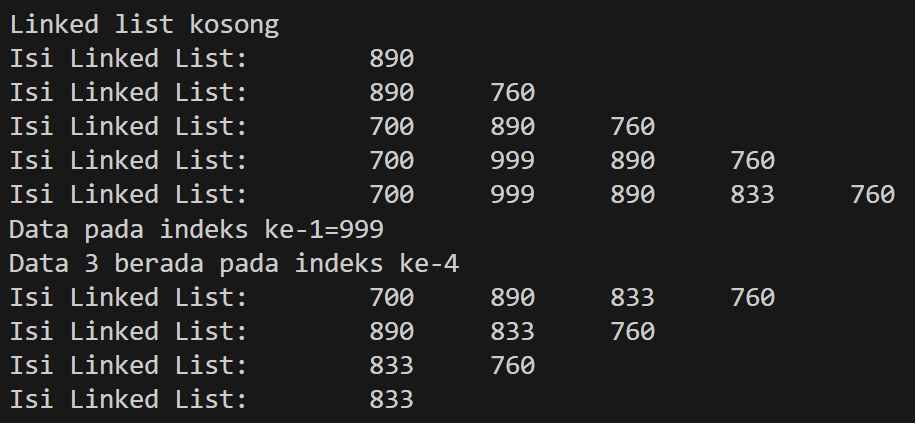 Linked list kosong
Isi Linked List:	890
Isi Linked List:	890	760
Isi Linked List:	700	890	760
Isi Linked List:	700	999	890	760
Isi Linked List:	700	999	890	833	760
Data pada indeks ke-1=999
Data 3 berada pada indeks ke-4
Isi Linked List:	700	890	833	760
Isi Linked List:	890	833	760
Isi Linked List:	833	760
Isi Linked List:	833